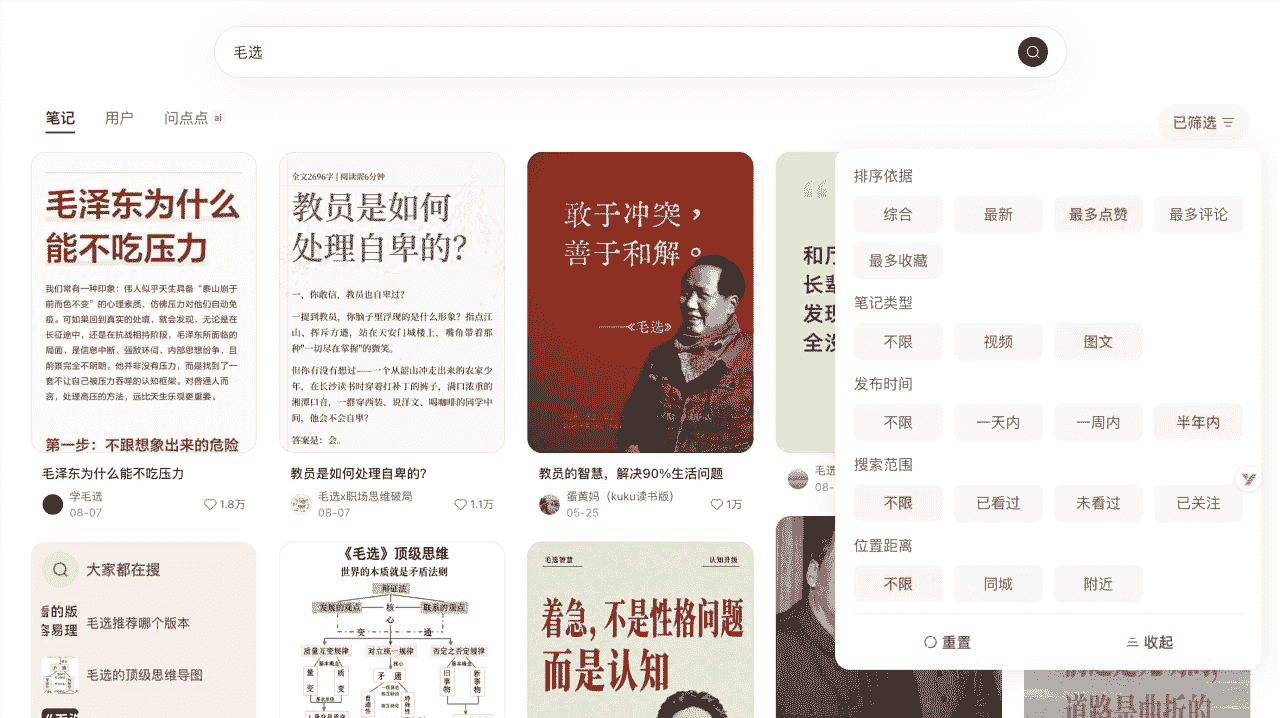 毛选
笔记
用户
问点点 ai
已筛选
毛泽东为什么
能不吃压力
我们常有一种印象：伟人似乎天生具备“泰山崩于
前而色不变”的心理素质，仿佛压力对他们自动免
疫。可如果回到真实的处境，就会发现，无论是在
长征途中，还是在抗战相持阶段，毛泽东所面临的
局面，是信息中断、强敌环伺、内部思想纷争，且
前景完全不明朗。他并非没有压力，而是找到了一
套不让自己被压力吞噬的认知框架。对普通人而
言，处理高压的方法，远比天生乐观更重要。
第一步：不跟想象出来的危险
毛泽东为什么能不吃压力
学毛选
08-07
1.8万
全文2696字 | 阅读需6分钟
教员是如何
处理自卑的？
一、你敢信，教员也自卑过？
一提到教员，你脑子里浮现的是什么形象？指点江
山、挥斥方遒，站在天安门城楼上，嘴角带着那
种“一切尽在掌握”的微笑。
但你有没有想过——一个从韶山冲走出来的农家少
年，在长沙读书时穿着打补丁的裤子，满口浓重的
湘潭口音，一群穿西装、说洋文、喝咖啡的同学中
间，他会不会自卑？
答案是：会。
教员是如何处理自卑的?
毛选x职场思维破局
08-07
1.1万
敢于冲突，
善于和解。
——《毛选》
教员的智慧，解决90%生活问题
蛋黄妈（kuku读书版）
05-25
1万
“
和
长辈
发现
全没
毛选
08-
排序依据
综合
最新
最多点赞
最多评论
最多收藏
笔记类型
不限
视频
图文
发布时间
不限
一天内
一周内
半年内
搜索范围
不限
已看过
未看过
已关注
位置距离
不限
同城
附近
重置
收起
大家都在搜
毛选推荐哪个版本
毛选的顶级思维导图
《毛选》顶级思维
世界的本质就是矛盾法则
辩证法
发展的观点
核
心
联系的观点
变
通
质量互变规律
对立统一规律
否定之否定规律
基本概念
核心
基本概念
量
变
质
变
矛
盾
旧
事
物
新
事
物
普
遍
性
特
殊
性
毛选智慧
认知升级
着急，不是性格问题
而是认知
道路是曲折的